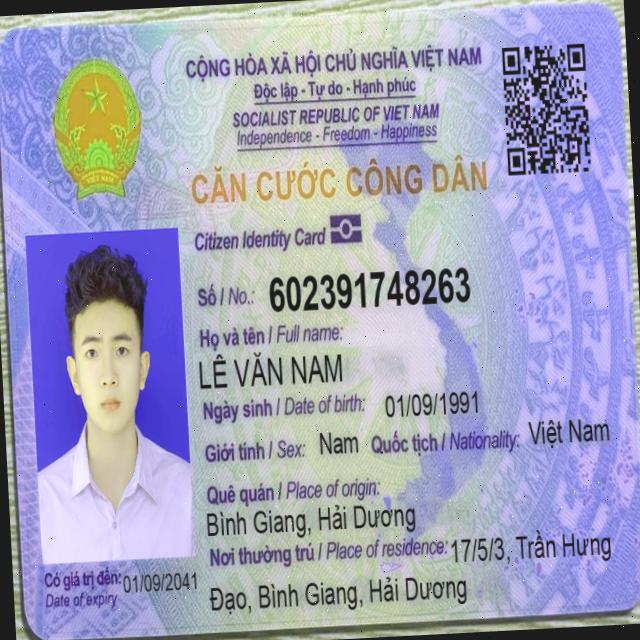 CỘNG HÒA XÃ HỘI CHỦ NGHĨA VIỆT NAM
Độc lập - Tự do - Hạnh phúc
SOCIALIST REPUBLIC OF VIET NAM
Independence - Freedom - Happiness
CĂN CƯỚC CÔNG DÂN
Citizen Identity Card
Số / No.: 602391748263
Họ và tên / Full name:
LÊ VĂN NAM
Ngày sinh / Date of birth: 01/09/1991
Giới tính / Sex: Nam Quốc tịch / Nationality: Việt Nam
Quê quán / Place of origin:
Bình Giang, Hải Dương
Nơi thường trú / Place of residence: 17/5/3, Trần Hưng
Đạo, Bình Giang, Hải Dương
Có giá trị đến: 01/09/2041
Date of expiry
VIỆT NAM